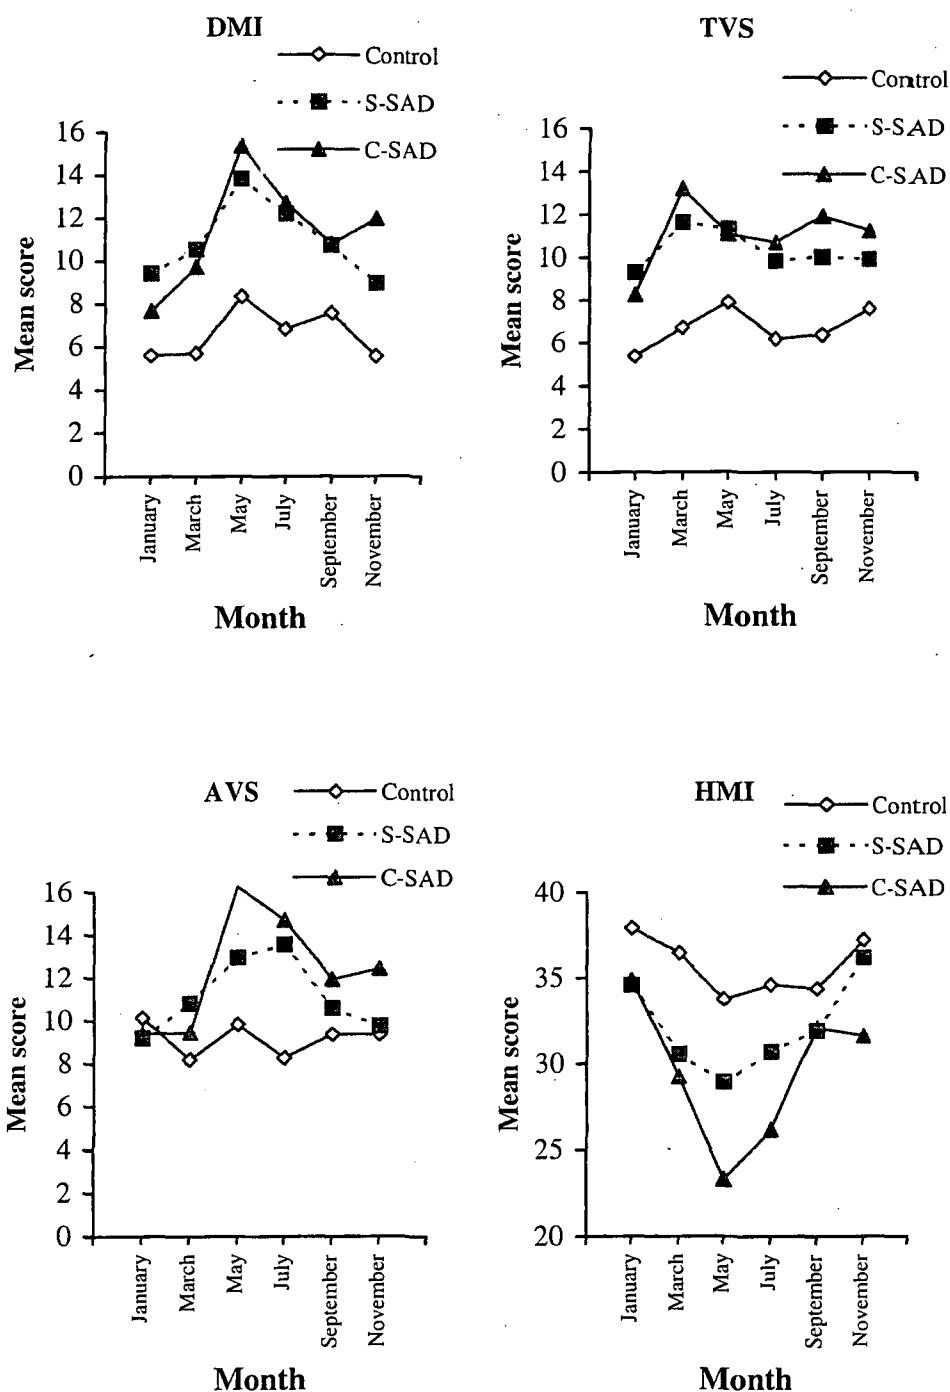 DMI
Control
S-SAD
C-SAD
16
14
12
10
8
6
4
2
0
Mean score
January
March
May
July
September
November
Month
TVS
Control
S-SAD
C-SAD
16
14
12
10
8
6
4
2
0
Mean score
January
March
May
July
September
November
Month
AVS
Control
S-SAD
C-SAD
16
14
12
10
8
6
4
2
0
Mean score
January
March
May
July
September
November
Month
HMI
Control
S-SAD
C-SAD
40
35
30
25
20
Mean score
January
March
May
July
September
November
Month